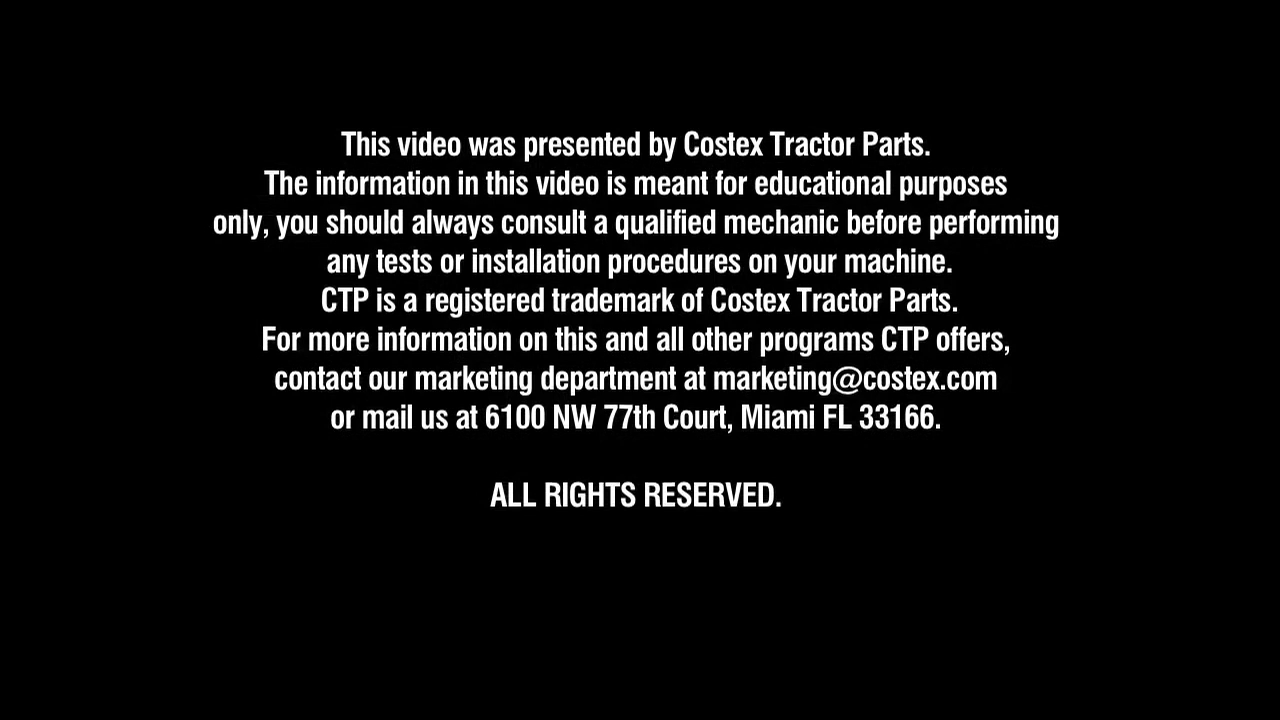 This video was presented by Costex Tractor Parts.
The information in this video is meant for educational purposes
only, you should always consult a qualified mechanic before performing
any tests or installation procedures on your machine.
CTP is a registered trademark of Costex Tractor Parts.
For more information on this and all other programs CTP offers,
contact our marketing department at marketing@costex.com
or mail us at 6100 NW 77th Court, Miami FL 33166.
ALL RIGHTS RESERVED.